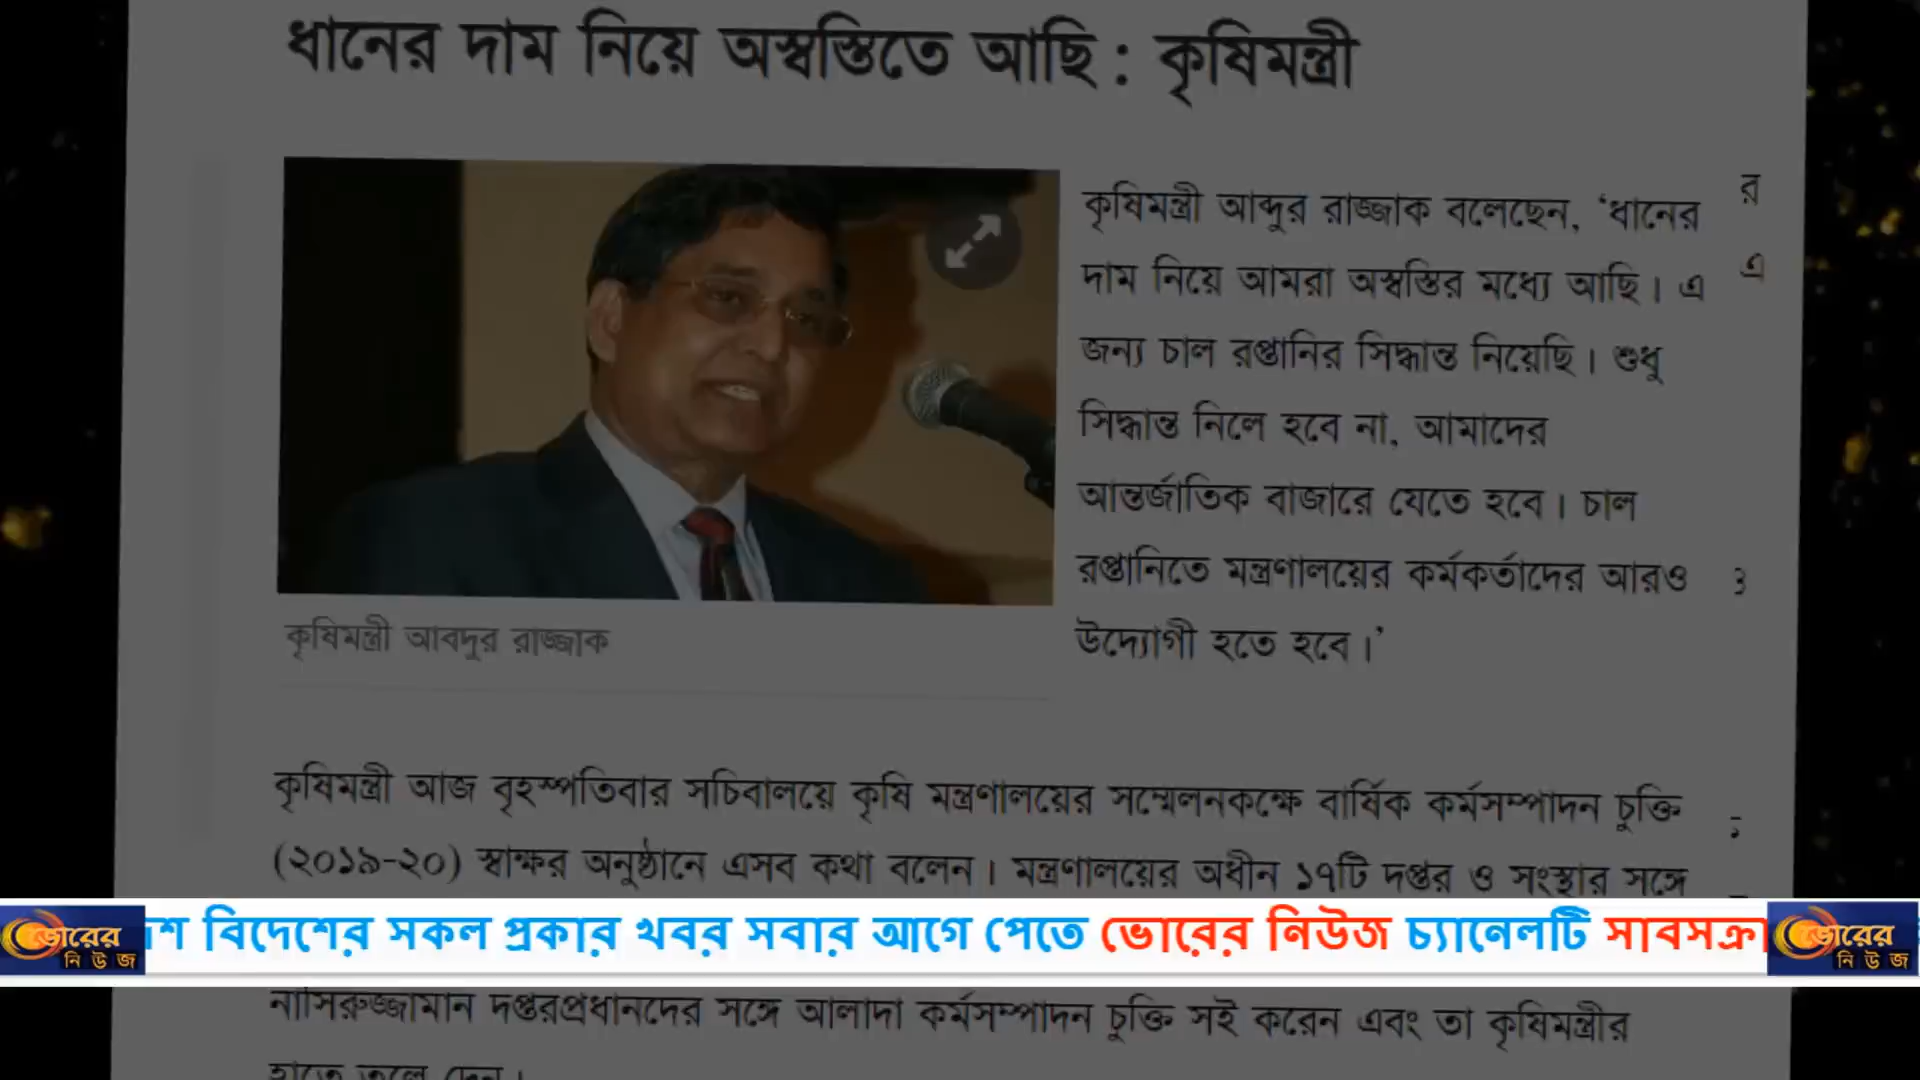 ধানের দাম নিয়ে অস্বস্তিতে আছি : কৃষিমন্ত্রী
কৃষিমন্ত্রী আব্দুর রাজ্জাক বলেছেন, ‘ধানের
দাম নিয়ে আমরা অস্বস্তির মধ্যে আছি। এ
জন্য চাল রপ্তানির সিদ্ধান্ত নিয়েছি। শুধু
সিদ্ধান্ত নিলে হবে না, আমাদের
আন্তর্জাতিক বাজারে যেতে হবে। চাল
রপ্তানিতে মন্ত্রণালয়ের কর্মকর্তাদের আরও
উদ্যোগী হতে হবে।’
র
এ
কৃষিমন্ত্রী আবদুর রাজ্জাক
কৃষিমন্ত্রী আজ বৃহস্পতিবার সচিবালয়ে কৃষি মন্ত্রণালয়ের সম্মেলনকক্ষে বার্ষিক কর্মসম্পাদন চুক্তি
(২০১৯-২০) স্বাক্ষর অনুষ্ঠানে এসব কথা বলেন। মন্ত্রণালয়ের অধীন ১৭টি দপ্তর ও সংস্থার সঙ্গে
ভোরের নিউজ বিদেশের সকল প্রকার খবর সবার আগে পেতে ভোরের নিউজ চ্যানেলটি সাবসক্রা ভোরের নিউজ
নাসিরুজ্জামান দপ্তরপ্রধানদের সঙ্গে আলাদা কর্মসম্পাদন চুক্তি সই করেন এবং তা কৃষিমন্ত্রীর
হাতে তুলে দেন।